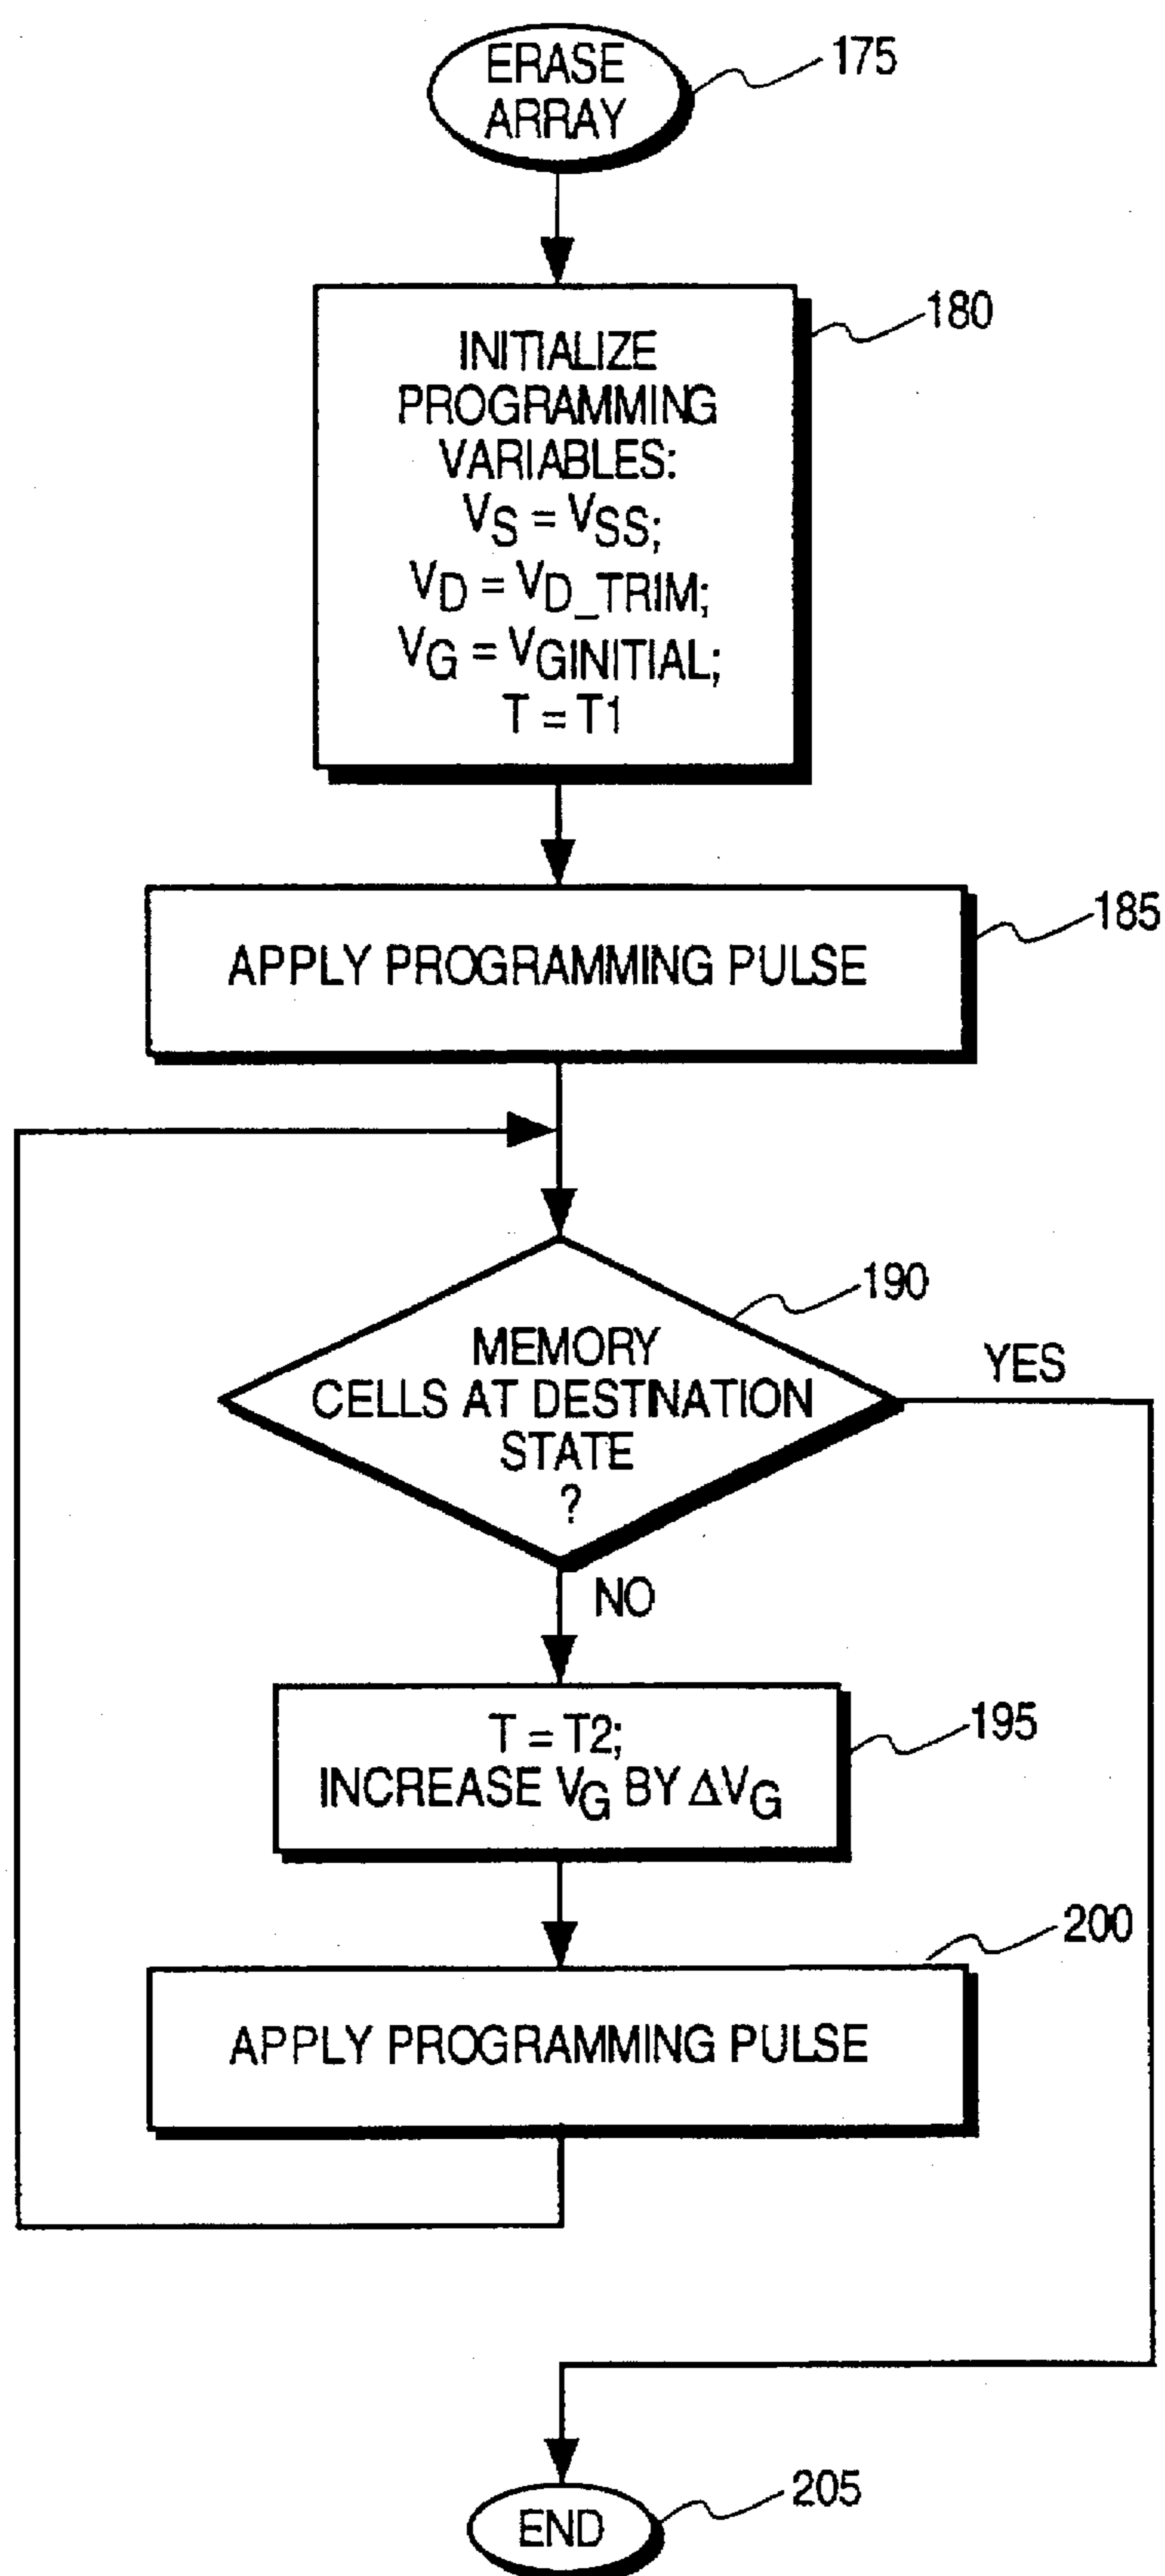 ERASE
ARRAY
175
180
INITIALIZE
PROGRAMMING
VARIABLES:
VS = VSS;
VD = VD_TRIM;
VG = VGINITIAL;
T = T1
185
APPLY PROGRAMMING PULSE
190
MEMORY
CELLS AT DESTINATION
STATE
?
YES
NO
195
T = T2;
INCREASE VG BY ΔVG
200
APPLY PROGRAMMING PULSE
205
END